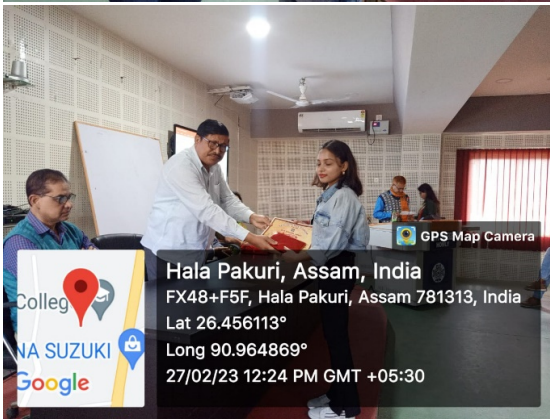 GPS Map Camera
Hala Pakuri, Assam, India
FX48+F5F, Hala Pakuri, Assam 781313, India
Lat 26.456113°
Long 90.964869°
27/02/23 12:24 PM GMT +05:30
Colleg
NA SUZUKI
Google